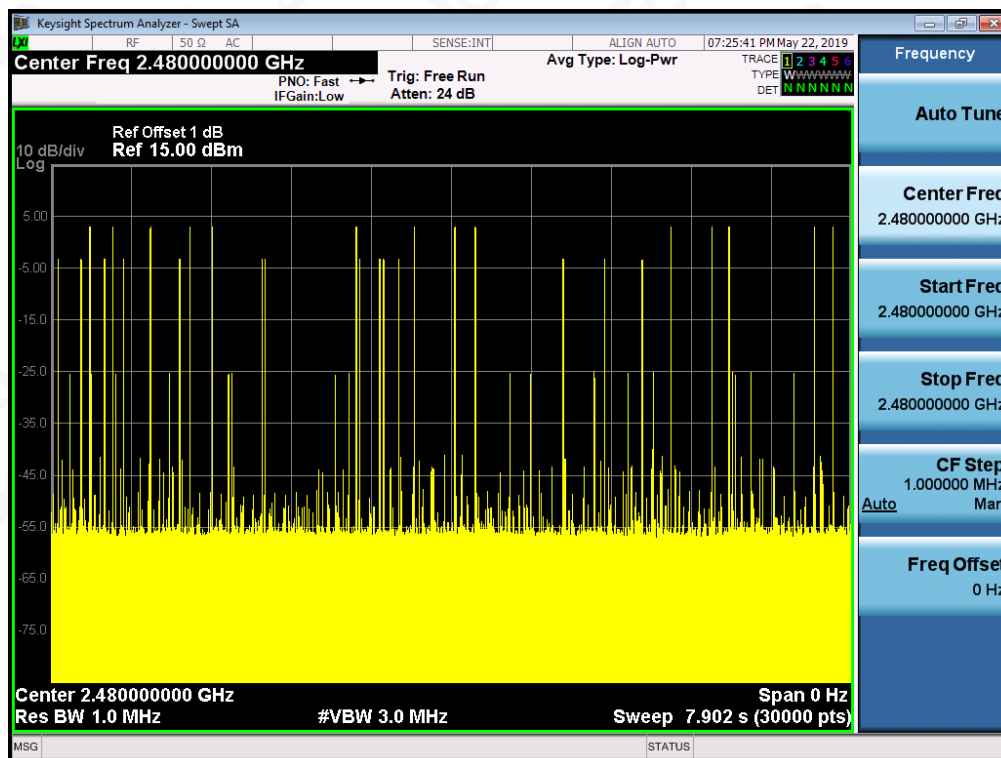 Keysight Spectrum Analyzer - Swept SA
LXI RF 50 Ω AC SENSE:INT ALIGN AUTO 07:25:41 PM May 22, 2019
Center Freq 2.480000000 GHz Avg Type: Log-Pwr TRACE 1 2 3 4 5 6
PNO: Fast Trig: Free Run TYPE WWWWWW
IFGain:Low Atten: 24 dB DET N N N N N N
Ref Offset 1 dB
10 dB/div Ref 15.00 dBm
Log
5.00
-5.00
-15.0
-25.0
-35.0
-45.0
-55.0
-65.0
-75.0
Center 2.480000000 GHz Span 0 Hz
Res BW 1.0 MHz #VBW 3.0 MHz Sweep 7.902 s (30000 pts)
MSG STATUS
Frequency
Auto Tune
Center Freq
2.480000000 GHz
Start Freq
2.480000000 GHz
Stop Freq
2.480000000 GHz
CF Step
1.000000 MHz
Auto Man
Freq Offset
0 Hz